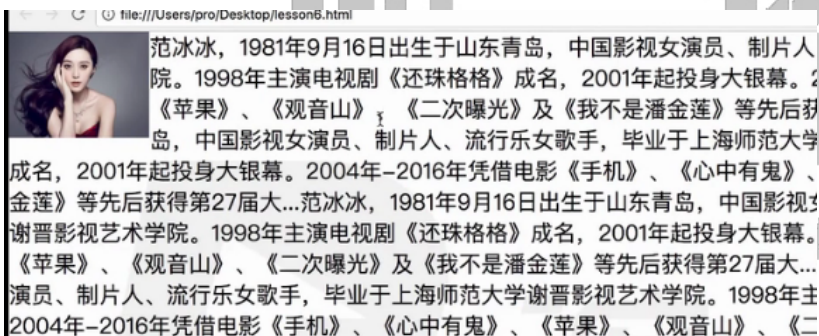 file:///Users/pro/Desktop/lesson6.html
范冰冰，1981年9月16日出生于山东青岛，中国影视女演员、制片人
院。1998年主演电视剧《还珠格格》成名，2001年起投身大银幕。2
《苹果》、《观音山》、《二次曝光》及《我不是潘金莲》等先后获
岛，中国影视女演员、制片人、流行乐女歌手，毕业于上海师范大学
成名，2001年起投身大银幕。2004年-2016年凭借电影《手机》、《心中有鬼》、
金莲》等先后获得第27届大...范冰冰，1981年9月16日出生于山东青岛，中国影视女
谢晋影视艺术学院。1998年主演电视剧《还珠格格》成名，2001年起投身大银幕。
《苹果》、《观音山》、《二次曝光》及《我不是潘金莲》等先后获得第27届大...
演员、制片人、流行乐女歌手，毕业于上海师范大学谢晋影视艺术学院。1998年主
2004年-2016年凭借电影《手机》、《心中有鬼》、《苹果》、《观音山》、《二